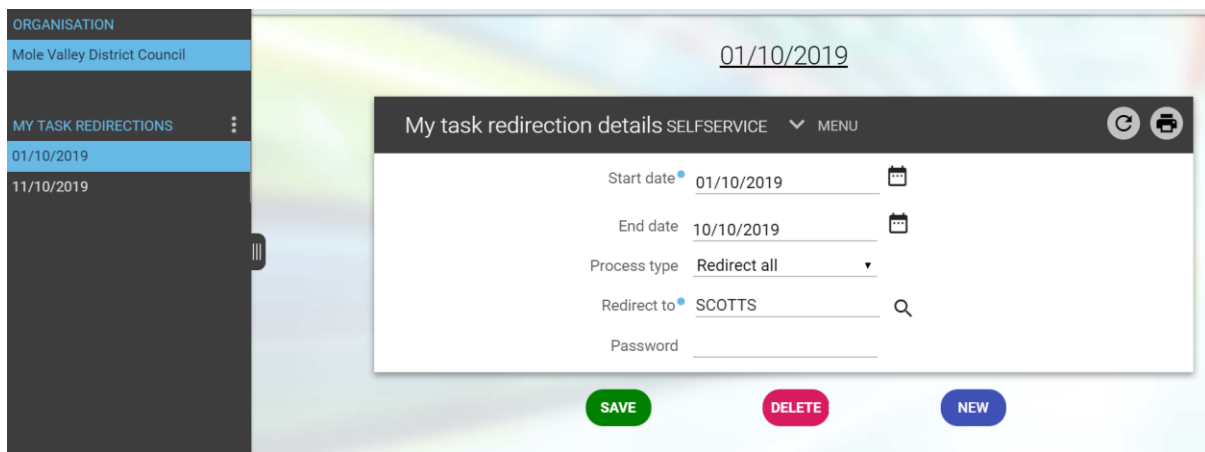 ORGANISATION
Mole Valley District Council
MY TASK REDIRECTIONS
01/10/2019
11/10/2019
01/10/2019
My task redirection details SELFSERVICE MENU
Start date 01/10/2019
End date 10/10/2019
Process type Redirect all
Redirect to SCOTTS
Password
SAVE DELETE NEW